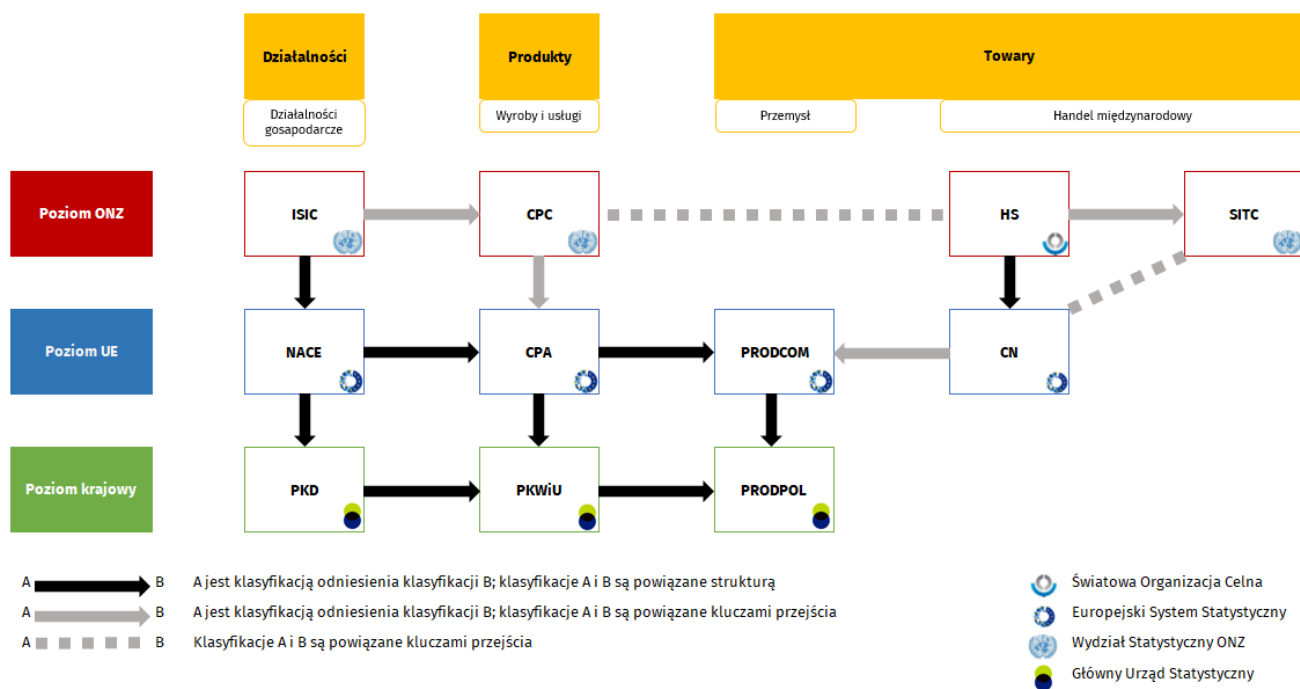 Działalności
Produkty
Towary
Działalności
gosapodarcze
Wyroby i usługi
Przemysł
Handel międzynarodowy
Poziom ONZ
ISIC
CPC
HS
SITC
Poziom UE
NACE
CPA
PRODCOM
CN
Poziom krajowy
PKD
PKWiU
PRODPOL
A B A jest klasyfikacją odniesienia klasyfikacji B; klasyfikacje A i B są powiązane strukturą
A B A jest klasyfikacją odniesienia klasyfikacji B; klasyfikacje A i B są powiązane kluczami przejścia
A B Klasyfikacje A i B są powiązane kluczami przejścia
Światowa Organizacja Celna
Europejski System Statystyczny
Wydział Statystyczny ONZ
Główny Urząd Statystyczny